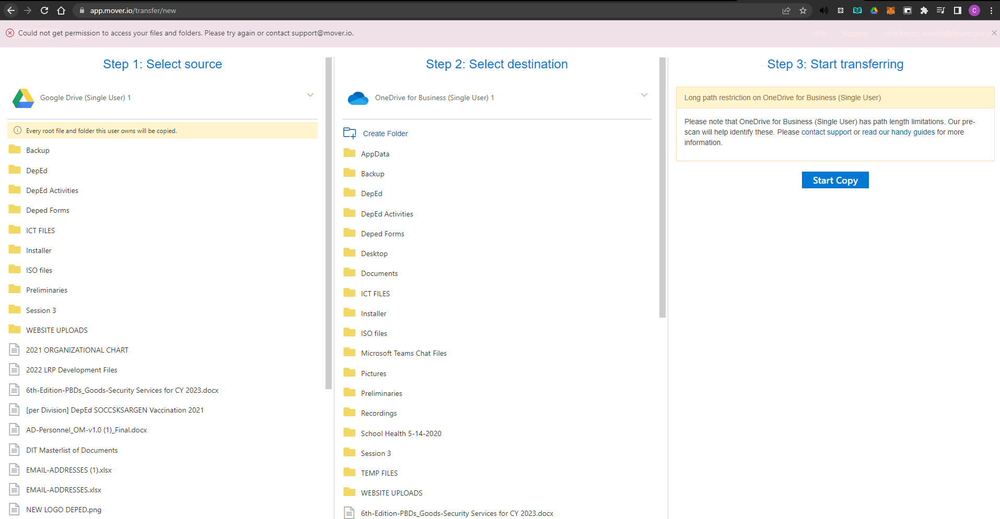 app.mover.io/transfer/new
C
Could not get permission to access your files and folders. Please try again or contact support@mover.io.
Help
Support
Step 1: Select source
Google Drive (Single User) 1
Every root file and folder this user owns will be copied.
Backup
DepEd
DepEd Activities
Deped Forms
ICT FILES
Installer
ISO files
Preliminaries
Session 3
WEBSITE UPLOADS
2021 ORGANIZATIONAL CHART
2022 LRP Development Files
6th-Edition-PBDs_Goods-Security Services for CY 2023.docx
[per Division] DepEd SOCCSKSARGEN Vaccination 2021
AD-Personnel_OM-v1.0 (1)_Final.docx
DIT Masterlist of Documents
EMAIL-ADDRESSES (1).xlsx
EMAIL-ADDRESSES.xlsx
NEW LOGO DEPED.png
Step 2: Select destination
OneDrive for Business (Single User) 1
Create Folder
AppData
Backup
DepEd
DepEd Activities
Deped Forms
Desktop
Documents
ICT FILES
Installer
ISO files
Microsoft Teams Chat Files
Pictures
Preliminaries
Recordings
School Health 5-14-2020
Session 3
TEMP FILES
WEBSITE UPLOADS
6th-Edition-PBDs_Goods-Security Services for CY 2023.docx
Step 3: Start transferring
Long path restriction on OneDrive for Business (Single User)
Please note that OneDrive for Business (Single User) has path length limitations. Our pre-
scan will help identify these. Please contact support or read our handy guides for more
information.
Start Copy